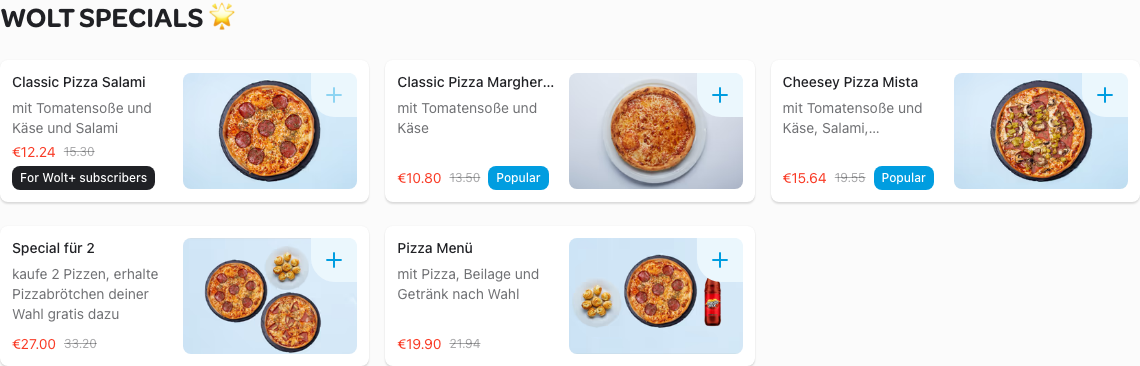 WOLT SPECIALS 🌟
Classic Pizza Salami
mit Tomatensoße und
Käse und Salami
€12.24 15.30
For Wolt+ subscribers
Classic Pizza Margher...
mit Tomatensoße und
Käse
€10.80 13.50 Popular
Cheesey Pizza Mista
mit Tomatensoße und
Käse, Salami,...
€15.64 19.55 Popular
Special für 2
kaufe 2 Pizzen, erhalte
Pizzabrötchen deiner
Wahl gratis dazu
€27.00 33.20
Pizza Menü
mit Pizza, Beilage und
Getränk nach Wahl
€19.90 21.94